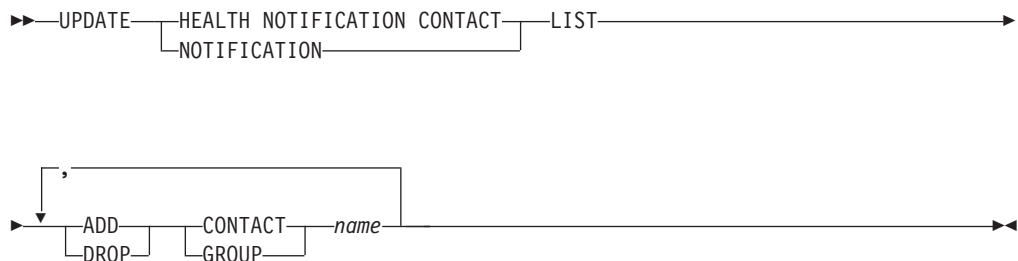 UPDATE HEALTH NOTIFICATION CONTACT LIST
NOTIFICATION
,
ADD CONTACT name
DROP GROUP